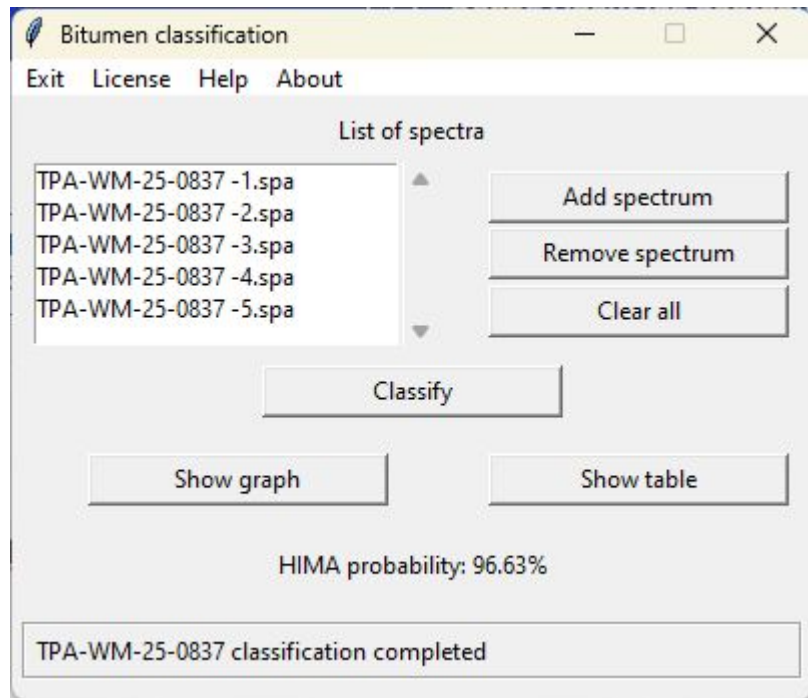 Bitumen classification
Exit License Help About
List of spectra
TPA-WM-25-0837 -1.spa
TPA-WM-25-0837 -2.spa
TPA-WM-25-0837 -3.spa
TPA-WM-25-0837 -4.spa
TPA-WM-25-0837 -5.spa
Add spectrum
Remove spectrum
Clear all
Classify
Show graph
Show table
HIMA probability: 96.63%
TPA-WM-25-0837 classification completed